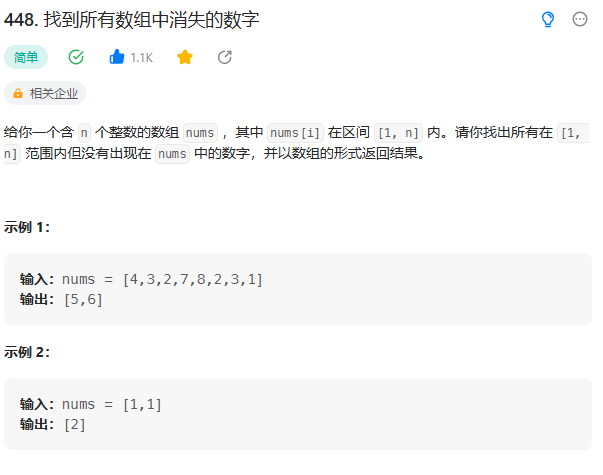 448. 找到所有数组中消失的数字
简单 1.1K
相关企业
给你一个含 n 个整数的数组 nums ，其中 nums[i] 在区间 [1, n] 内。请你找出所有在 [1,
n] 范围内但没有出现在 nums 中的数字，并以数组的形式返回结果。
示例 1：
输入：nums = [4,3,2,7,8,2,3,1]
输出：[5,6]
示例 2：
输入：nums = [1,1]
输出：[2]